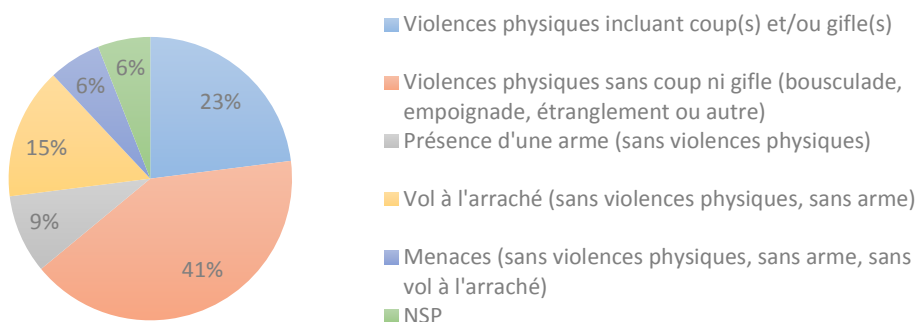 6%
6%
23%
15%
9%
41%
Violences physiques incluant coup(s) et/ou gifle(s)
Violences physiques sans coup ni gifle (bousculade,
empoignade, étranglement ou autre)
Présence d'une arme (sans violences physiques)
Vol à l'arraché (sans violences physiques, sans arme)
Menaces (sans violences physiques, sans arme, sans
vol à l'arraché)
NSP